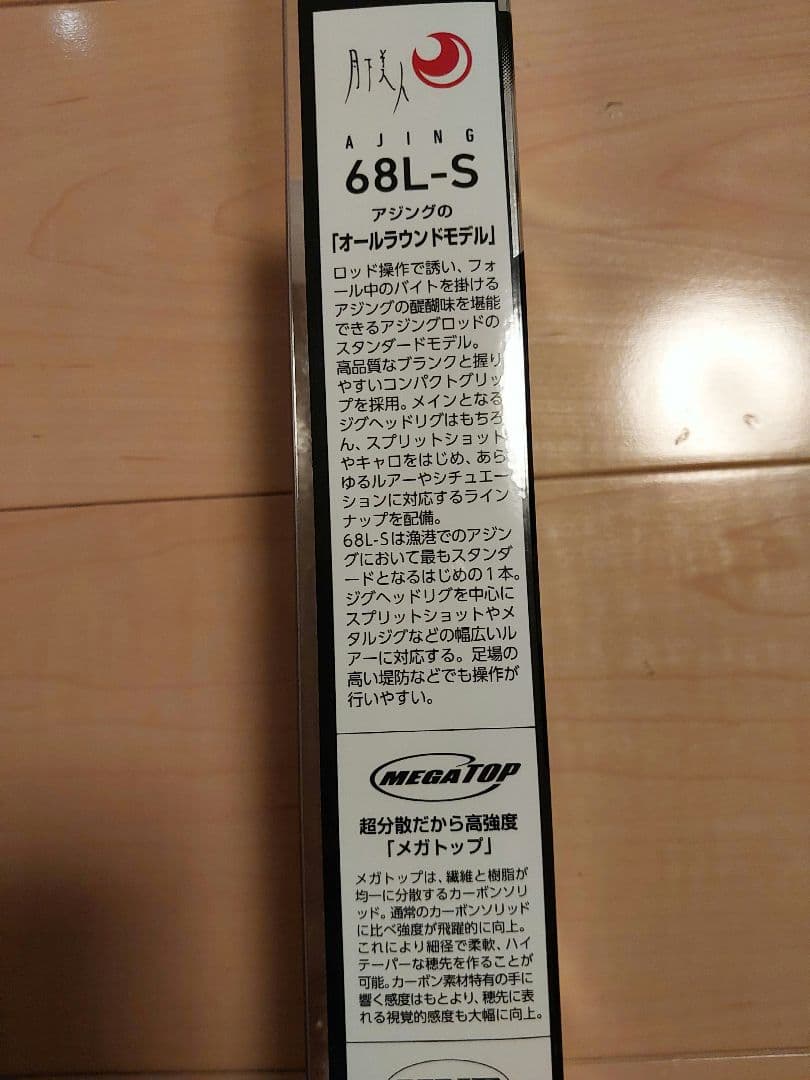 月下美人
AJING
68L-S
アジングの
「オールラウンドモデル」
ロッド操作で誘い、フォ
ール中のバイトを掛ける
アジングの醍醐味を堪能
できるアジングロッドの
スタンダードモデル。
高品質なブランクと握り
やすいコンパクトグリッ
プを採用。メインとなる
ジグヘッドリグはもちろ
ん、スプリットショット
やキャロをはじめ、あら
ゆるルアーやシチュエー
ションに対応するライン
ナップを配備。
68L-Sは漁港でのアジン
グにおいて最もスタンダ
ードとなるはじめの1本。
ジグヘッドリグを中心に
スプリットショットやメ
タルジグなどの幅広いル
アーに対応する。足場の
高い堤防などでも操作が
行いやすい。
MEGATOP
超分散だから高強度
「メガトップ」
メガトップは、繊維と樹脂が
均一に分散するカーボンソリ
ッド。通常のカーボンソリッド
に比べ強度が飛躍的に向上。
これにより細径で柔軟、ハイ
テーパーな穂先を作ることが
可能。カーボン素材特有の手に
響く感度はもとより、穂先に表
れる視覚的感度も大幅に向上。